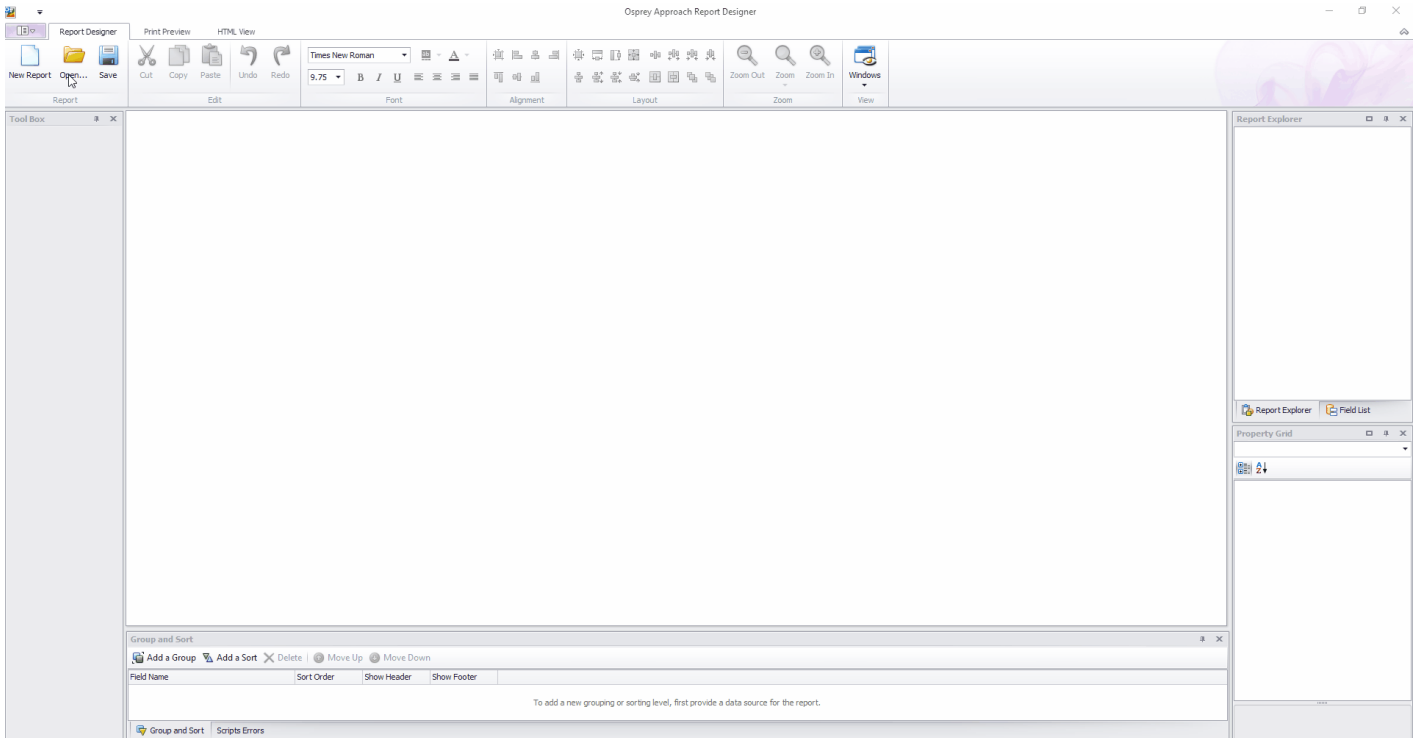 Osprey Approach Report Designer
Report Designer Print Preview HTML View
Times New Roman
New Report Open... Save Cut Copy Paste Undo Redo 9.75 B I U Zoom Out Zoom Zoom In Windows
Report Edit Font Alignment Layout Zoom View
Tool Box
Report Explorer
Report Explorer Field List
Property Grid
Group and Sort
Add a Group Add a Sort Delete Move Up Move Down
Field Name Sort Order Show Header Show Footer
To add a new grouping or sorting level, first provide a data source for the report.
Group and Sort Scripts Errors